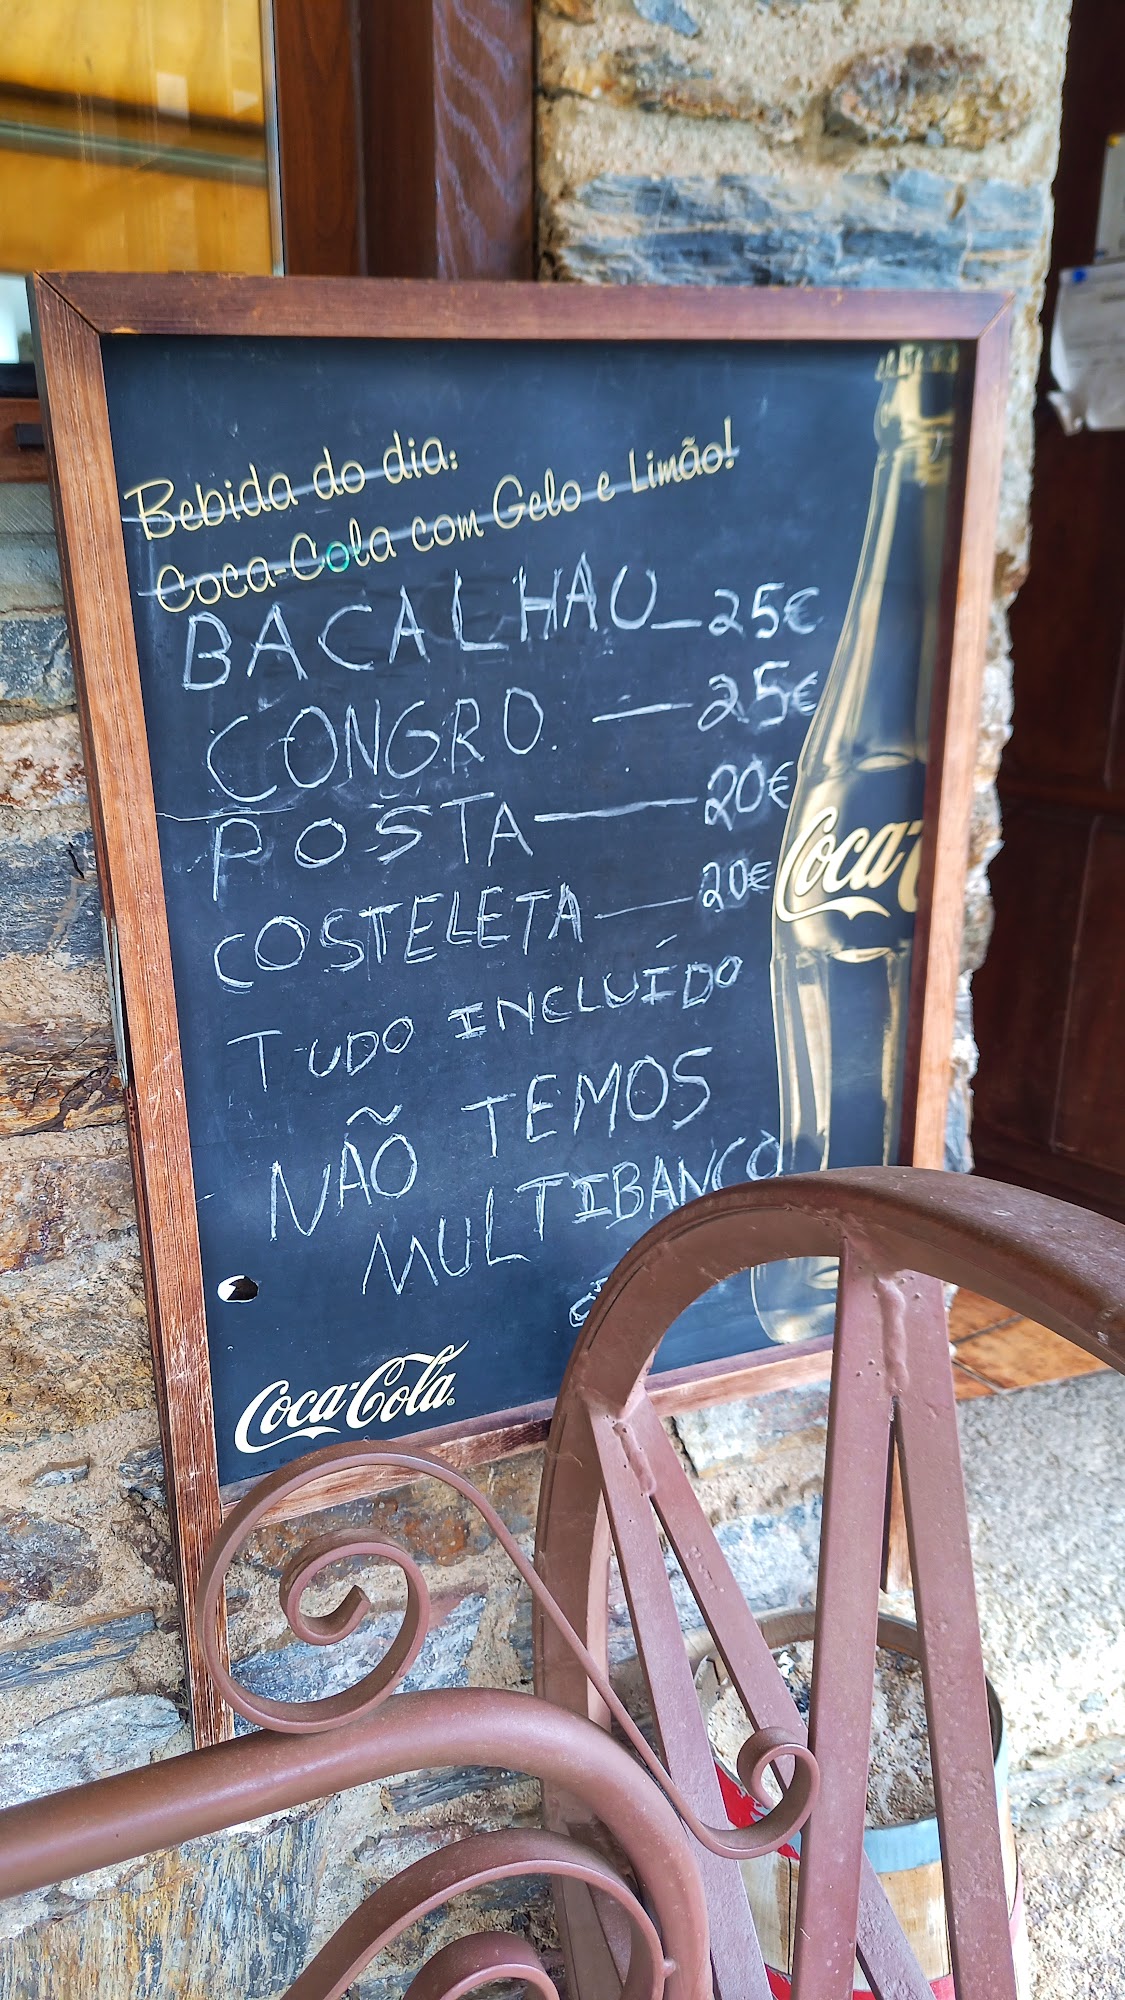 Bebida do dia:
Coca-Cola com Gelo e Limão!
BACALHAU - 25€
CONGRO. — 25€
POSTA — 20€
COSTELETA — 20€
TUDO INCLUÍDO
NÃO TEMOS
MULTIBANCO
Coca-Cola
Coca-C